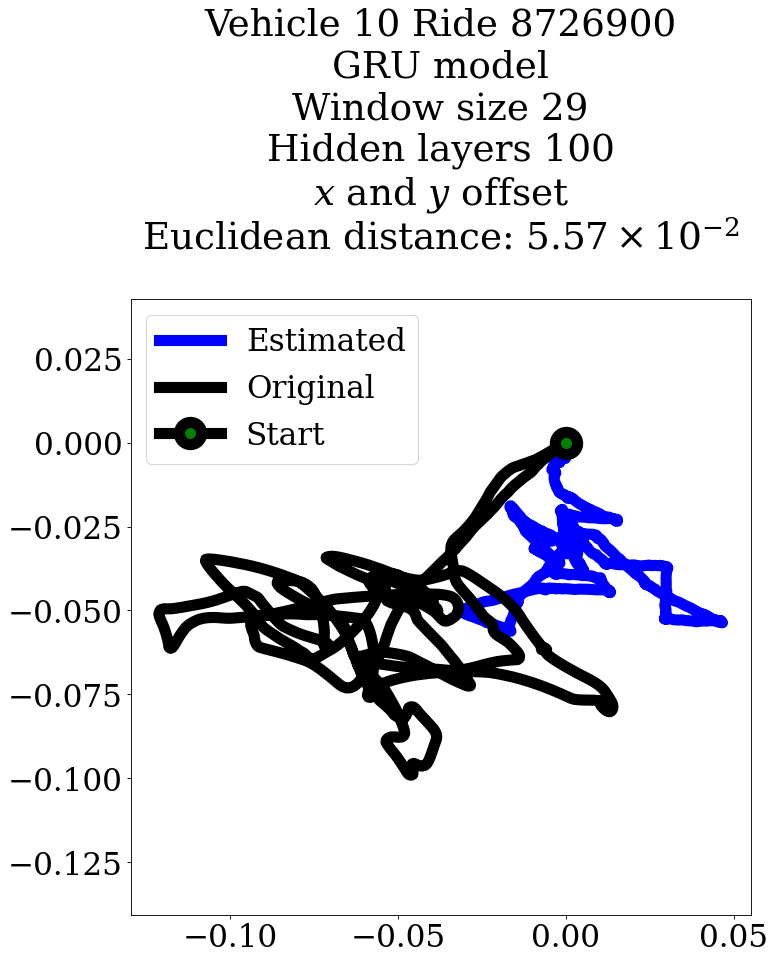 Vehicle 10 Ride 8726900
GRU model
Window size 29
Hidden layers 100
x and y offset
Euclidean distance: 5.57 × 10⁻²
Estimated
Original
Start
0.025
0.000
−0.025
−0.050
−0.075
−0.100
−0.125
−0.10 −0.05 0.00 0.05